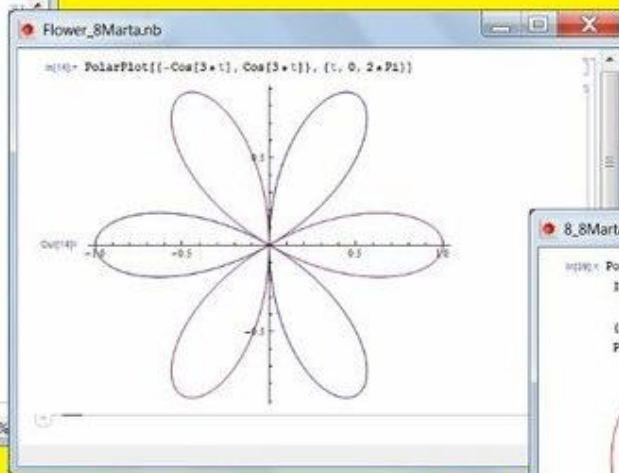 Flower_8Marta.nb
In[14]:= PolarPlot[{-Cos[3*t], Cos[3*t]}, {t, 0, 2*Pi}]
0.5
Out[14]=
-1.0
-0.5
0.5
1.0
-0.5
8_8Marta